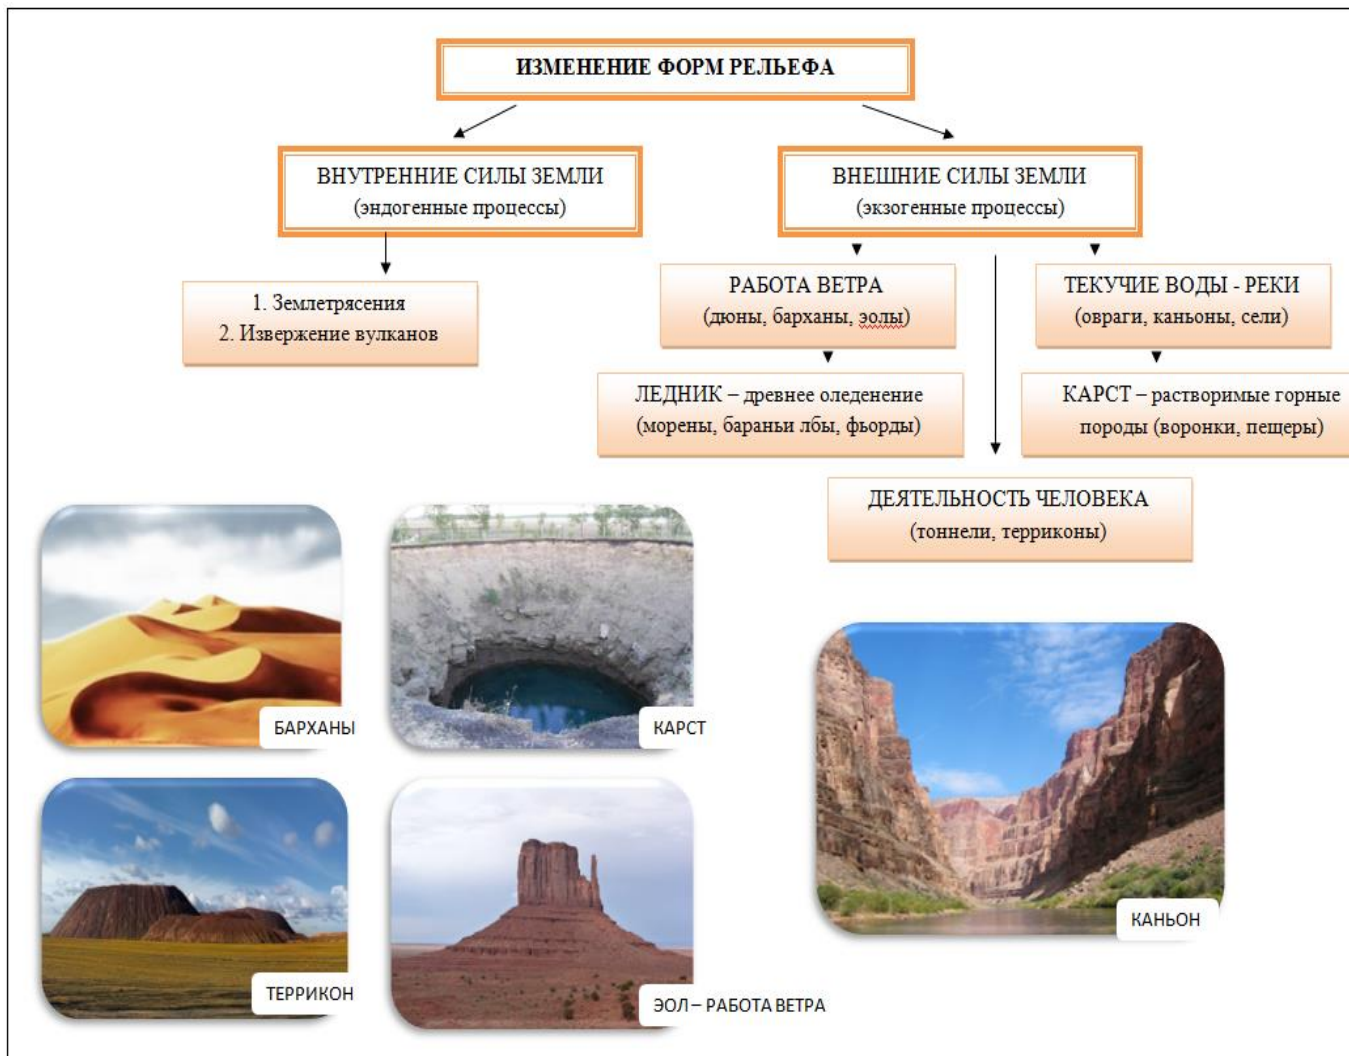 ИЗМЕНЕНИЕ ФОРМ РЕЛЬЕФА
ВНУТРЕННИЕ СИЛЫ ЗЕМЛИ
(эндогенные процессы)
ВНЕШНИЕ СИЛЫ ЗЕМЛИ
(экзогенные процессы)
1. Землетрясения
2. Извержение вулканов
РАБОТА ВЕТРА
(дюны, барханы, эолы)
ТЕКУЧИЕ ВОДЫ - РЕКИ
(овраги, каньоны, сели)
ЛЕДНИК – древнее оледенение
(морены, бараньи лбы, фьорды)
КАРСТ – растворимые горные
породы (воронки, пещеры)
ДЕЯТЕЛЬНОСТЬ ЧЕЛОВЕКА
(тоннели, терриконы)
БАРХАНЫ
КАРСТ
КАНЬОН
ТЕРРИКОН
ЭОЛ – РАБОТА ВЕТРА